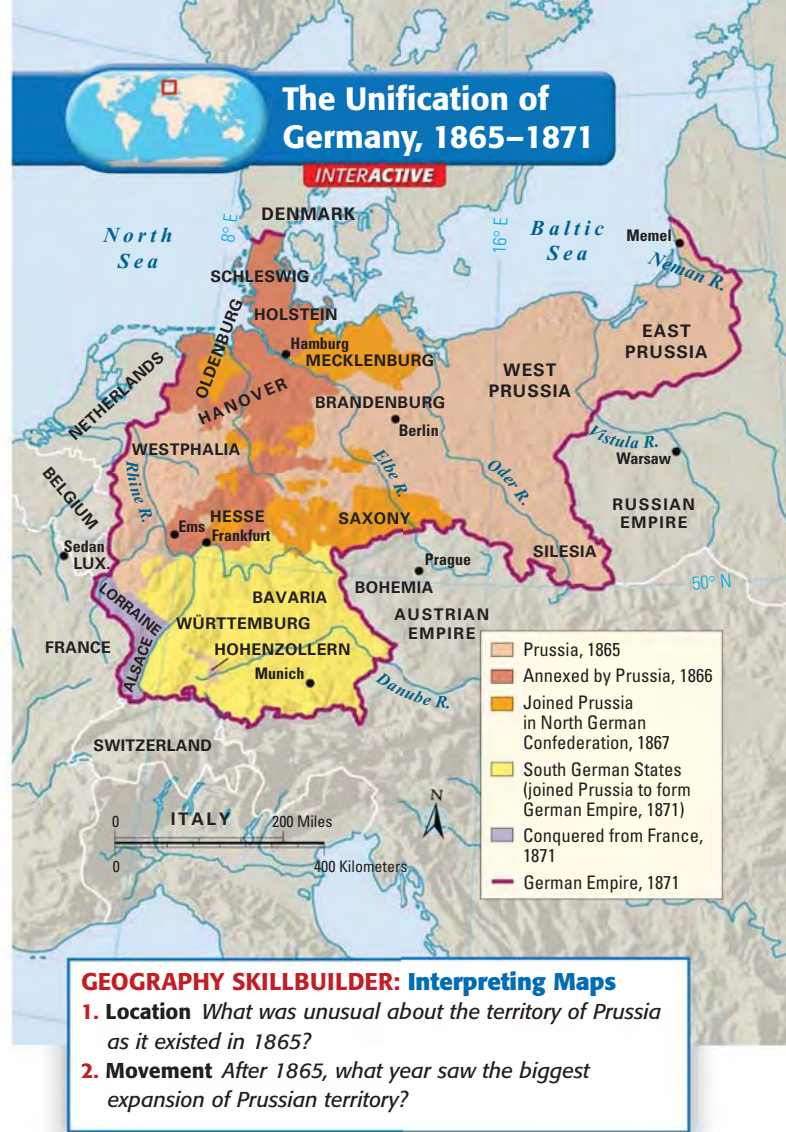 The Unification of
Germany, 1865–1871
INTERACTIVE
DENMARK
North
Sea
8° E
16° E
Baltic
Sea
Memel
Neman R.
SCHLESWIG
HOLSTEIN
OLDENBURG
Hamburg
MECKLENBURG
EAST
PRUSSIA
WEST
PRUSSIA
NETHERLANDS
HANOVER
BRANDENBURG
Berlin
WESTPHALIA
Vistula R.
Warsaw
Elbe R.
Oder R.
BELGIUM
Rhine R.
RUSSIAN
EMPIRE
HESSE
SAXONY
Ems
Frankfurt
Sedan
LUX.
Prague
SILESIA
50° N
BOHEMIA
LORRAINE
BAVARIA
AUSTRIAN
EMPIRE
WÜRTTEMBURG
FRANCE
ALSACE
HOHENZOLLERN
Munich
Danube R.
SWITZERLAND
ITALY
0
200 Miles
0
400 Kilometers
N
Prussia, 1865
Annexed by Prussia, 1866
Joined Prussia
in North German
Confederation, 1867
South German States
(joined Prussia to form
German Empire, 1871)
Conquered from France,
1871
German Empire, 1871
GEOGRAPHY SKILLBUILDER: Interpreting Maps
1. Location What was unusual about the territory of Prussia
as it existed in 1865?
2. Movement After 1865, what year saw the biggest
expansion of Prussian territory?